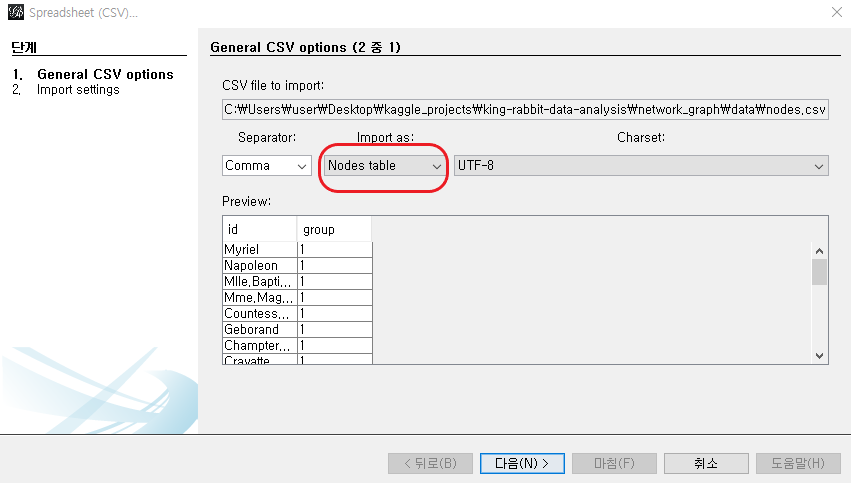 Spreadsheet (CSV)...
단계
1. General CSV options
2. Import settings
General CSV options (2 중 1)
CSV file to import:
C:₩Users₩user₩Desktop₩kaggle_projects₩king-rabbit-data-analysis₩network_graph₩data₩nodes.csv
Separator: Import as: Charset:
Comma Nodes table UTF-8
Preview:
id group
Myriel 1
Napoleon 1
Mlle.Bapti... 1
Mme.Mag... 1
Countess... 1
Geborand 1
Champter... 1
Cravatte 1
< 뒤로(B) 다음(N) > 마침(F) 취소 도움말(H)